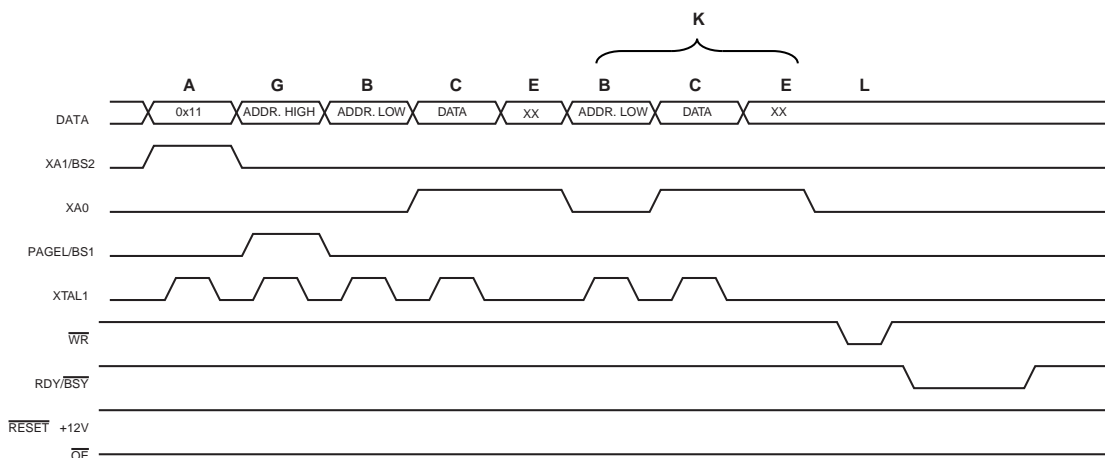 K
A G B C E B C E L
DATA 0x11 ADDR. HIGH ADDR. LOW DATA XX ADDR. LOW DATA XX
XA1/BS2
XA0
PAGEL/BS1
XTAL1
WR
RDY/BSY
RESET +12V
OE